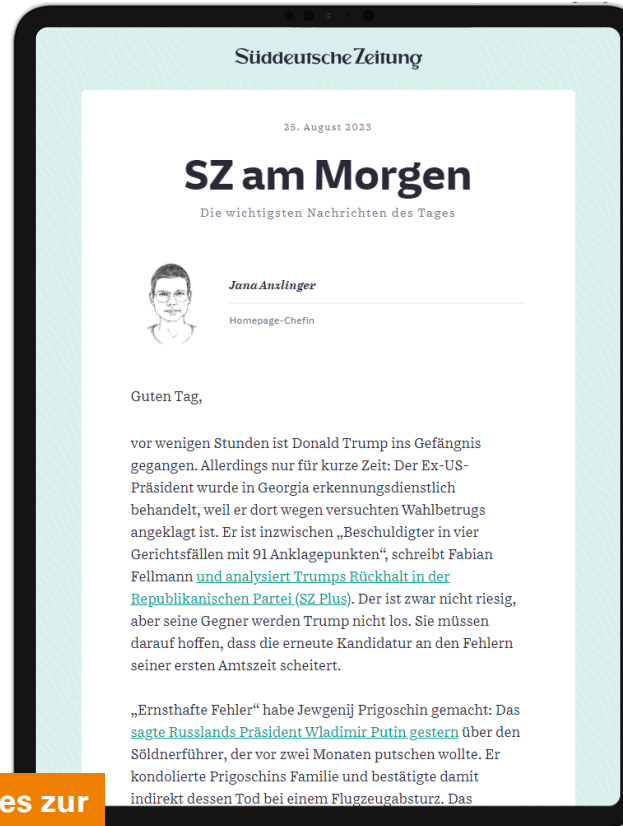 Süddeutsche Zeitung
25. August 2023
SZ am Morgen
Die wichtigsten Nachrichten des Tages
Jana Anzlinger
Homepage-Chefin
Guten Tag,
vor wenigen Stunden ist Donald Trump ins Gefängnis
gegangen. Allerdings nur für kurze Zeit: Der Ex-US-
Präsident wurde in Georgia erkennungsdienstlich
behandelt, weil er dort wegen versuchten Wahlbetrugs
angeklagt ist. Er ist inzwischen „Beschuldigter in vier
Gerichtsfällen mit 91 Anklagepunkten“, schreibt Fabian
Fellmann und analysiert Trumps Rückhalt in der
Republikanischen Partei (SZ Plus). Der ist zwar nicht riesig,
aber seine Gegner werden Trump nicht los. Sie müssen
darauf hoffen, dass die erneute Kandidatur an den Fehlern
seiner ersten Amtszeit scheitert.
„Ernsthafte Fehler“ habe Jewgenij Prigoschin gemacht: Das
sagte Russlands Präsident Wladimir Putin gestern über den
Söldnerführer, der vor zwei Monaten putschen wollte. Er
kondolierte Prigoschins Familie und bestätigte damit
indirekt dessen Tod bei einem Flugzeugabsturz. Das
es zur